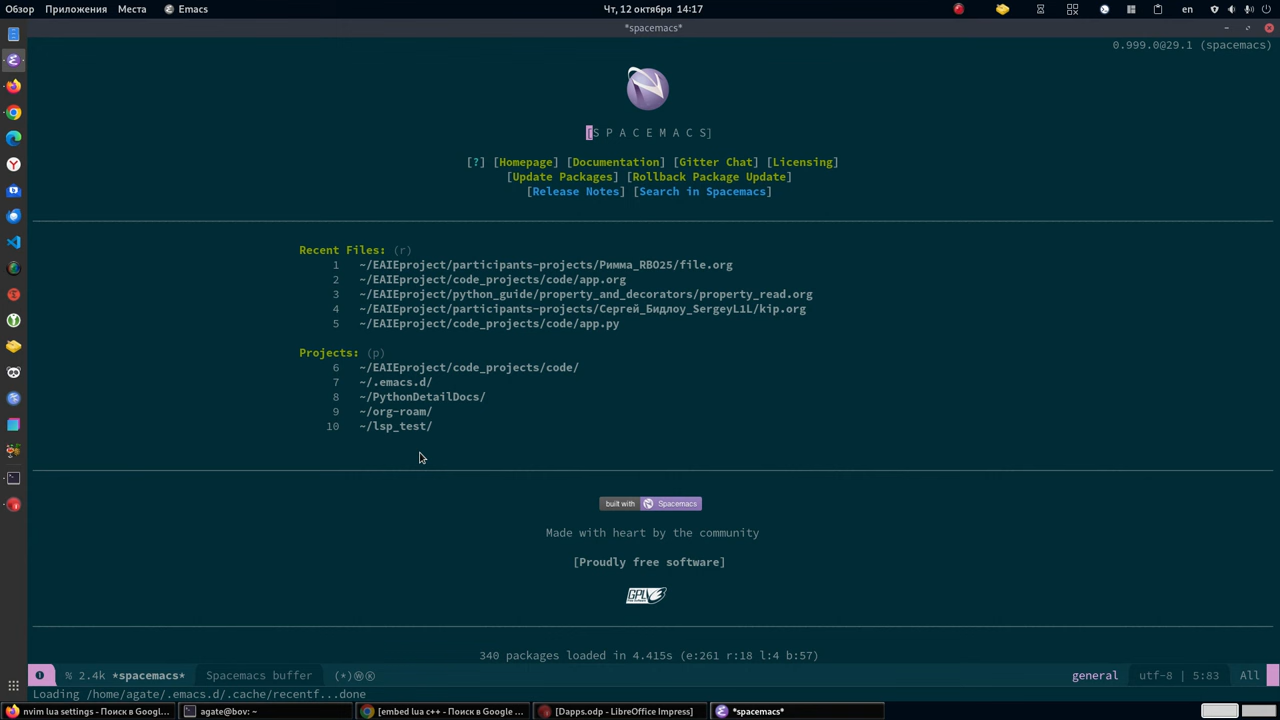 Обзор Приложения Места Emacs Чт, 12 октября 14:17 en
*spacemacs*
0.999.0@29.1 (spacemacs)
[S P A C E M A C S]
[?] [Homepage] [Documentation] [Gitter Chat] [Licensing]
[Update Packages] [Rollback Package Update]
[Release Notes] [Search in Spacemacs]
Recent Files: (r)
1 ~/EAIEproject/participants-projects/Римма_RBO25/file.org
2 ~/EAIEproject/code_projects/code/app.org
3 ~/EAIEproject/python_guide/property_and_decorators/property_read.org
4 ~/EAIEproject/participants-projects/Сергей_Бидлоу_SergeyL1L/kip.org
5 ~/EAIEproject/code_projects/code/app.py
Projects: (p)
6 ~/EAIEproject/code_projects/code/
7 ~/.emacs.d/
8 ~/PythonDetailDocs/
9 ~/org-roam/
10 ~/lsp_test/
built with Spacemacs
Made with heart by the community
[Proudly free software]
GPLv3
340 packages loaded in 4.415s (e:261 r:18 l:4 b:57)
% 2.4k *spacemacs* Spacemacs buffer (*)ⓌⓀ general utf-8 | 5:83 All
Loading /home/agate/.emacs.d/.cache/recentf...done
nvim lua settings - Поиск в Googl... agate@bov: ~ [embed lua c++ - Поиск в Google ... [Dapps.odp - LibreOffice Impress] *spacemacs*